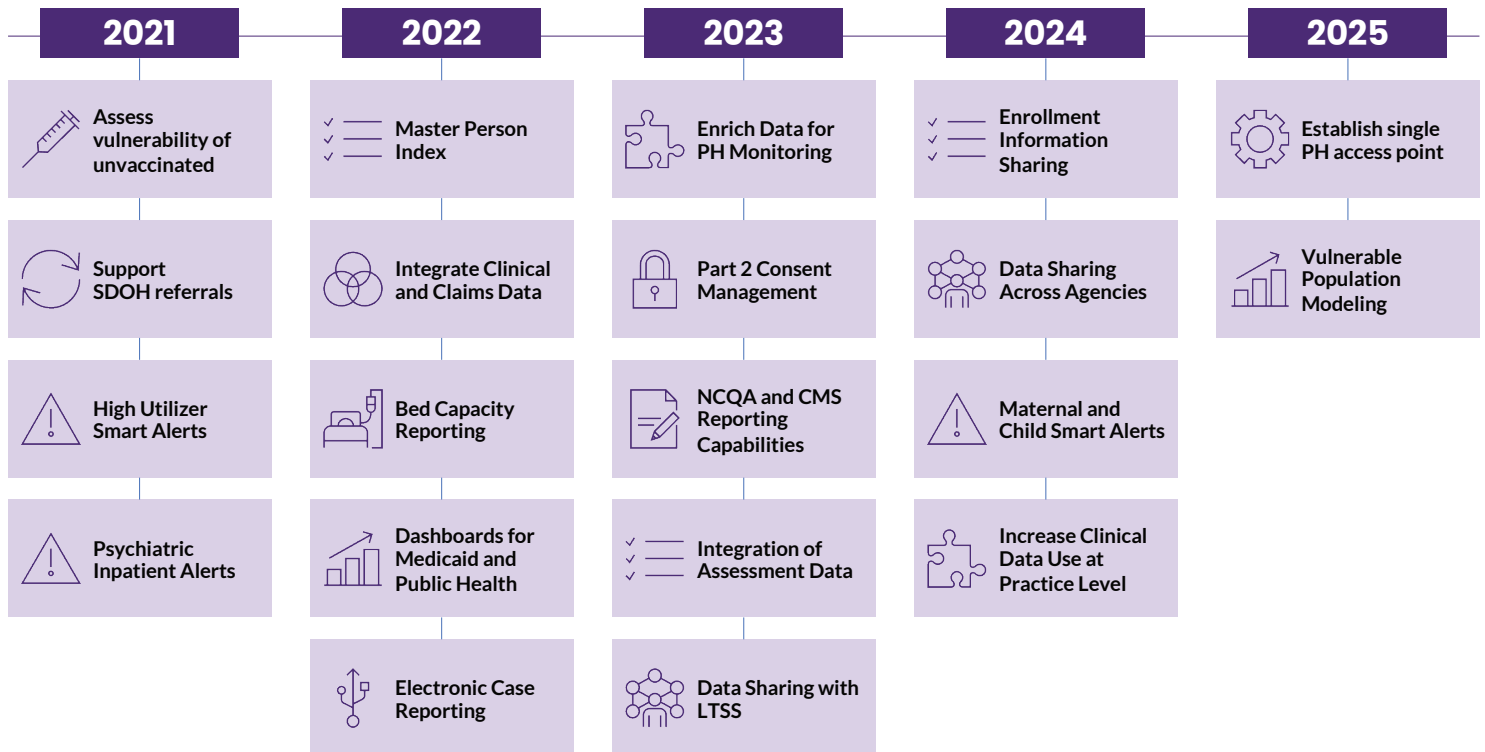 2021
Assess
vulnerability of
unvaccinated
Support
SDOH referrals
High Utilizer
Smart Alerts
Psychiatric
Inpatient Alerts
2022
Master Person
Index
Integrate Clinical
and Claims Data
Bed Capacity
Reporting
Dashboards for
Medicaid and
Public Health
Electronic Case
Reporting
2023
Enrich Data for
PH Monitoring
Part 2 Consent
Management
NCQA and CMS
Reporting
Capabilities
Integration of
Assessment Data
Data Sharing with
LTSS
2024
Enrollment
Information
Sharing
Data Sharing
Across Agencies
Maternal and
Child Smart Alerts
Increase Clinical
Data Use at
Practice Level
2025
Establish single
PH access point
Vulnerable
Population
Modeling